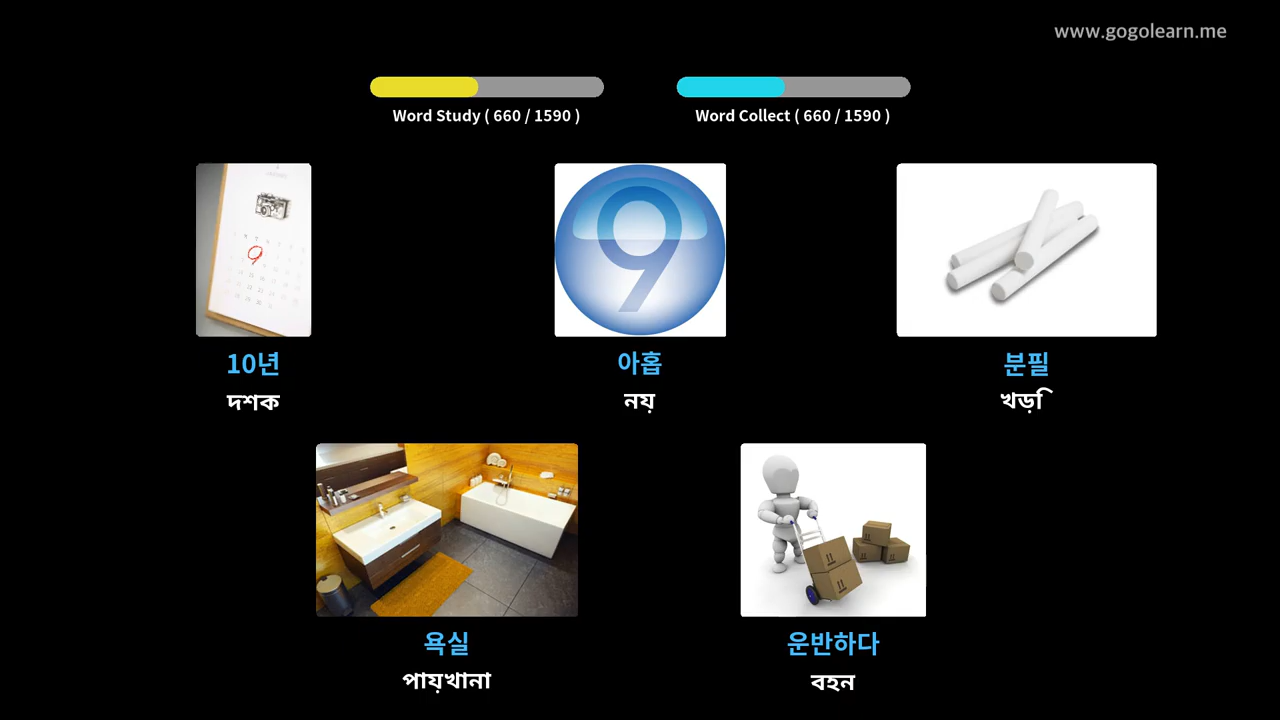 www.gogolearn.me
Word Study ( 660 / 1590 )
Word Collect ( 660 / 1590 )
9
10년
아홉
분필
দশক
নয়
খড়ি
욕실
운반하다
পায়খানা
বহন